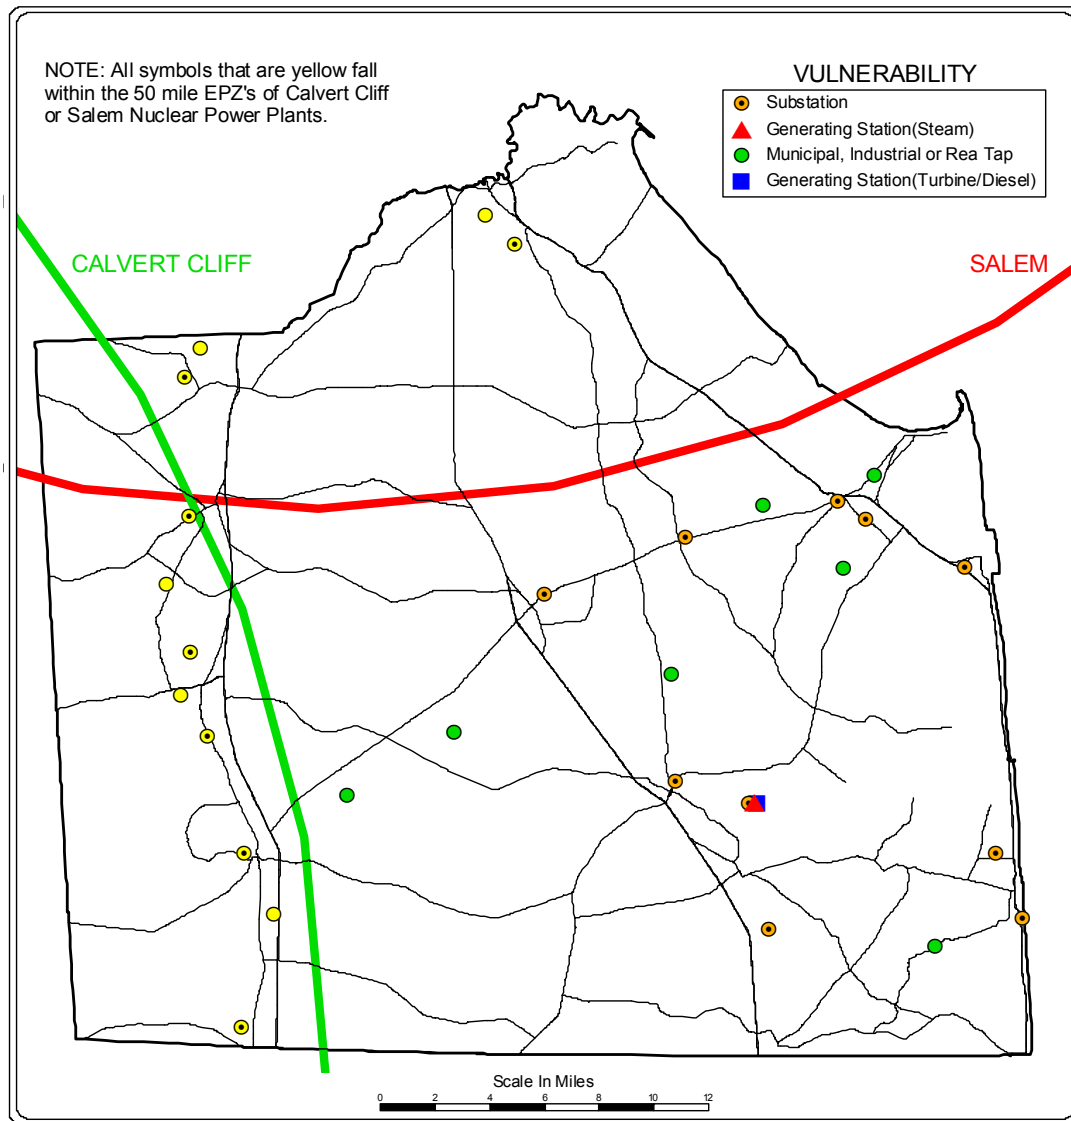 NOTE: All symbols that are yellow fall
within the 50 mile EPZ's of Calvert Cliff
or Salem Nuclear Power Plants.
VULNERABILITY
Substation
Generating Station(Steam)
Municipal, Industrial or Rea Tap
Generating Station(Turbine/Diesel)
CALVERT CLIFF
SALEM
Scale In Miles
0 2 4 6 8 10 12